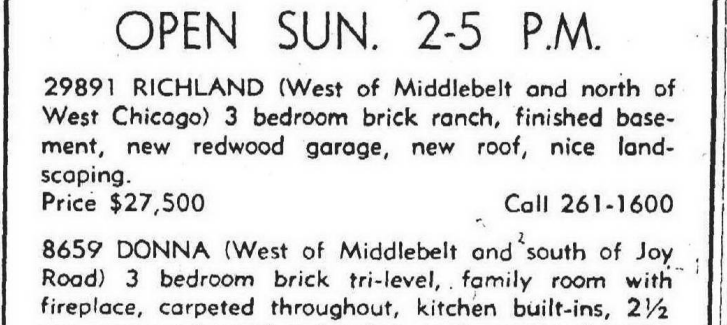 OPEN SUN. 2-5 P.M.
29891 RICHLAND (West of Middlebelt and north of
West Chicago) 3 bedroom brick ranch, finished base-
ment, new redwood garage, new roof, nice land-
scaping.
Price $27,500 Call 261-1600
8659 DONNA (West of Middlebelt and south of Joy
Road) 3 bedroom brick tri-level, family room with
fireplace, carpeted throughout, kitchen built-ins, 2½